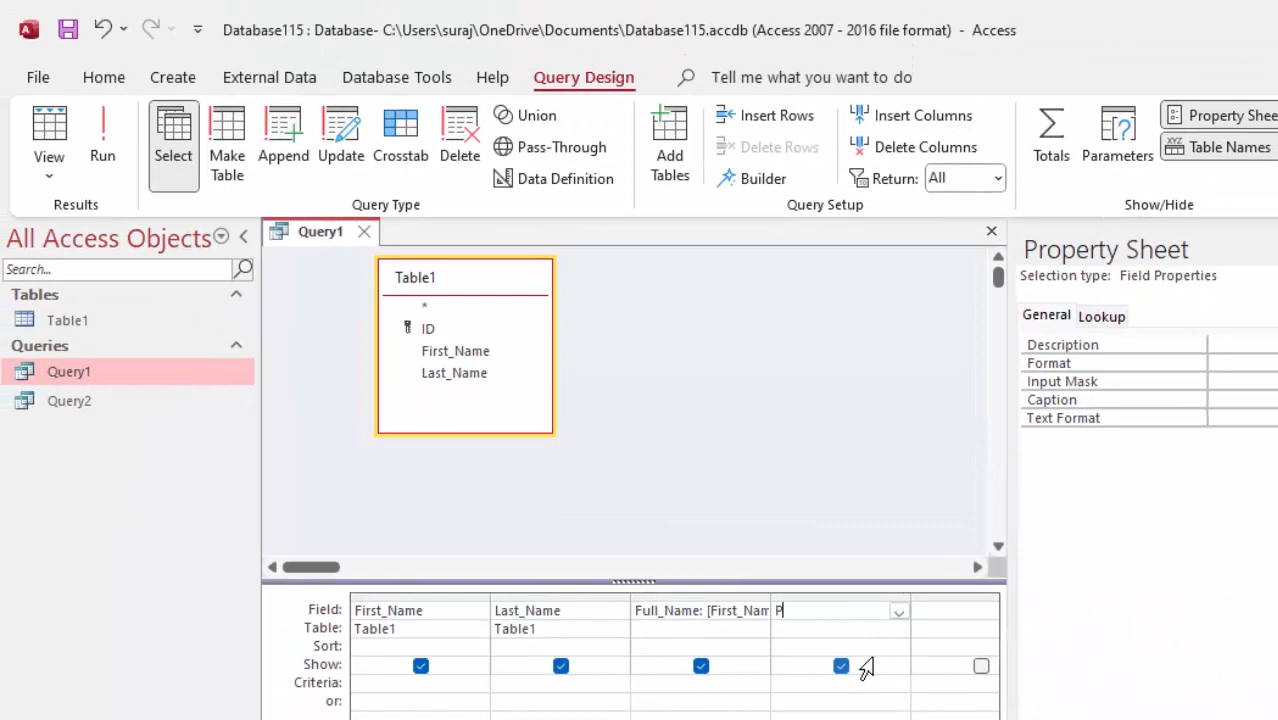 Database115 : Database- C:\Users\suraj\OneDrive\Documents\Database115.accdb (Access 2007 - 2016 file format) - Access
File Home Create External Data Database Tools Help Query Design Tell me what you want to do
View
Run
Select
Make
Table
Append
Update
Crosstab
Delete
Union
Pass-Through
Data Definition
Add
Tables
Insert Rows
Delete Rows
Builder
Insert Columns
Delete Columns
Return: All
Totals
Parameters
Property Shee
XYZ Table Names
Results
Query Type
Query Setup
Show/Hide
All Access Objects
Search...
Tables
Table1
Queries
Query1
Query2
Query1
Table1
*
ID
First_Name
Last_Name
Property Sheet
Selection type: Field Properties
General Lookup
Description
Format
Input Mask
Caption
Text Format
Field: First_Name Last_Name Full_Name: [First_Nam P
Table: Table1 Table1
Sort:
Show:
Criteria:
or: